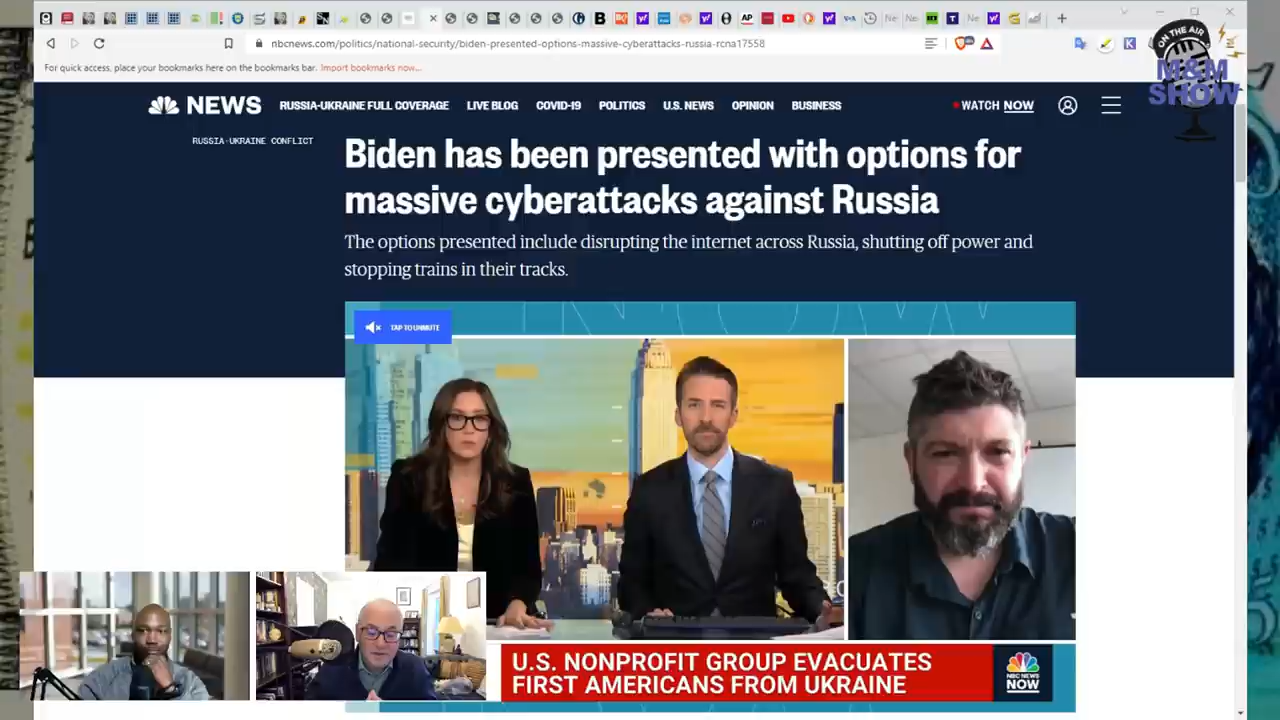 nbcnews.com/politics/national-security/biden-presented-options-massive-cyberattacks-russia-rcna17558
For quick access, place your bookmarks here on the bookmarks bar. Import bookmarks now...
ON THE AIR
M&M
SHOW
NEWS
RUSSIA-UKRAINE FULL COVERAGE
LIVE BLOG
COVID-19
POLITICS
U.S. NEWS
OPINION
BUSINESS
WATCH NOW
RUSSIA-UKRAINE CONFLICT
Biden has been presented with options for
massive cyberattacks against Russia
The options presented include disrupting the internet across Russia, shutting off power and
stopping trains in their tracks.
TAP TO UNMUTE
U.S. NONPROFIT GROUP EVACUATES
FIRST AMERICANS FROM UKRAINE
NBC NEWS
NOW